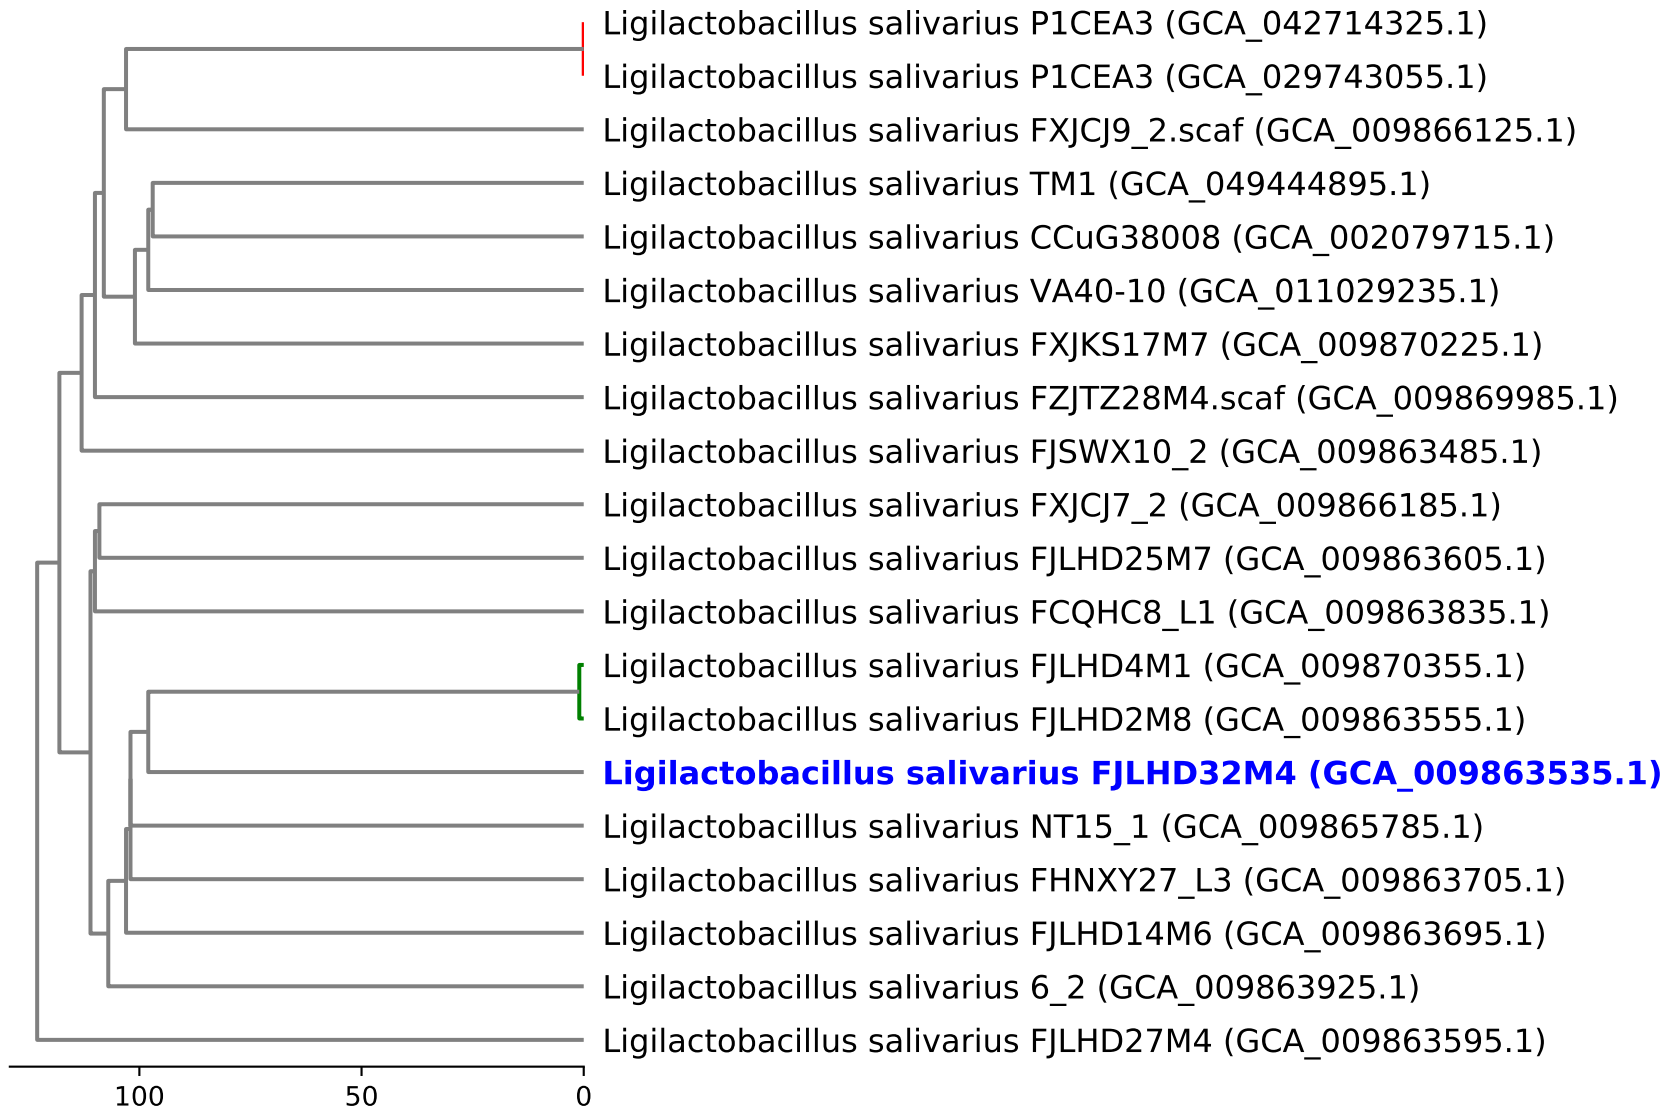 Ligilactobacillus salivarius P1CEA3 (GCA_042714325.1)
Ligilactobacillus salivarius P1CEA3 (GCA_029743055.1)
Ligilactobacillus salivarius FXJCJ9_2.scaf (GCA_009866125.1)
Ligilactobacillus salivarius TM1 (GCA_049444895.1)
Ligilactobacillus salivarius CCuG38008 (GCA_002079715.1)
Ligilactobacillus salivarius VA40-10 (GCA_011029235.1)
Ligilactobacillus salivarius FXJKS17M7 (GCA_009870225.1)
Ligilactobacillus salivarius FZJTZ28M4.scaf (GCA_009869985.1)
Ligilactobacillus salivarius FJSWX10_2 (GCA_009863485.1)
Ligilactobacillus salivarius FXJCJ7_2 (GCA_009866185.1)
Ligilactobacillus salivarius FJLHD25M7 (GCA_009863605.1)
Ligilactobacillus salivarius FCQHC8_L1 (GCA_009863835.1)
Ligilactobacillus salivarius FJLHD4M1 (GCA_009870355.1)
Ligilactobacillus salivarius FJLHD2M8 (GCA_009863555.1)
Ligilactobacillus salivarius FJLHD32M4 (GCA_009863535.1)
Ligilactobacillus salivarius NT15_1 (GCA_009865785.1)
Ligilactobacillus salivarius FHNXY27_L3 (GCA_009863705.1)
Ligilactobacillus salivarius FJLHD14M6 (GCA_009863695.1)
Ligilactobacillus salivarius 6_2 (GCA_009863925.1)
Ligilactobacillus salivarius FJLHD27M4 (GCA_009863595.1)
100 50 0